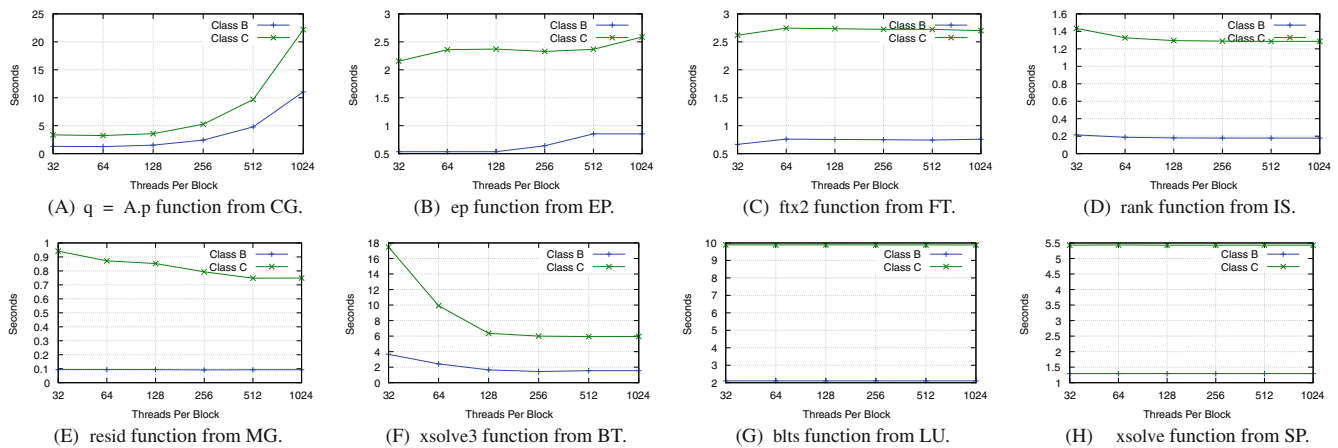 25
20
15
10
5
0
Seconds
Class B
Class C
32 64 128 256 512 1024
Threads Per Block
(A) q = A.p function from CG.
3
2.5
2
1.5
1
0.5
Seconds
Class B
Class C
32 64 128 256 512 1024
Threads Per Block
(B) ep function from EP.
3
2.5
2
1.5
1
0.5
Seconds
Class B
Class C
32 64 128 256 512 1024
Threads Per Block
(C) ftx2 function from FT.
1.6
1.4
1.2
1
0.8
0.6
0.4
0.2
0
Seconds
Class B
Class C
32 64 128 256 512 1024
Threads Per Block
(D) rank function from IS.
1
0.9
0.8
0.7
0.6
0.5
0.4
0.3
0.2
0.1
0
Seconds
Class B
Class C
32 64 128 256 512 1024
Threads Per Block
(E) resid function from MG.
18
16
14
12
10
8
6
4
2
0
Seconds
Class B
Class C
32 64 128 256 512 1024
Threads Per Block
(F) xsolve3 function from BT.
10
9
8
7
6
5
4
3
2
Seconds
Class B
Class C
32 64 128 256 512 1024
Threads Per Block
(G) blts function from LU.
5.5
5
4.5
4
3.5
3
2.5
2
1.5
1
Seconds
Class B
Class C
32 64 128 256 512 1024
Threads Per Block
(H) xsolve function from SP.